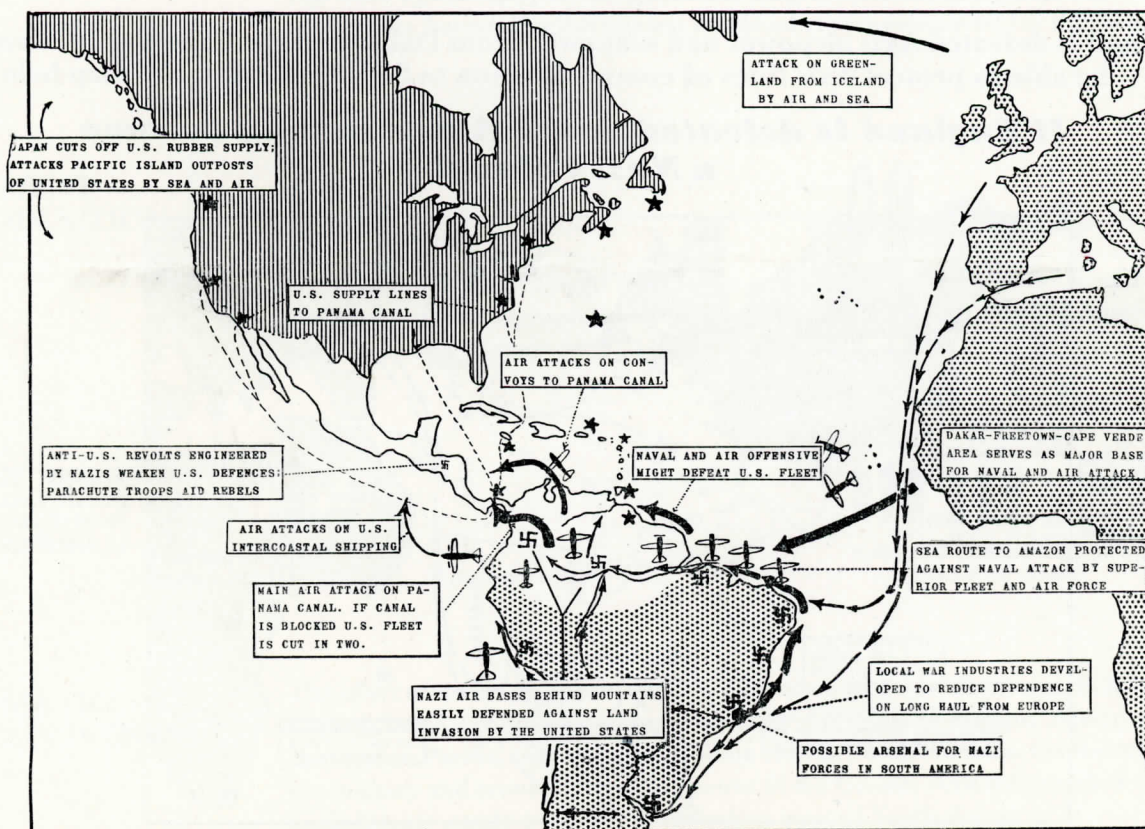 ATTACK ON GREEN-
LAND FROM ICELAND
BY AIR AND SEA
JAPAN CUTS OFF U.S. RUBBER SUPPLY;
ATTACKS PACIFIC ISLAND OUTPOSTS
OF UNITED STATES BY SEA AND AIR
U.S. SUPPLY LINES
TO PANAMA CANAL
AIR ATTACKS ON CON-
VOYS TO PANAMA CANAL
ANTI-U.S. REVOLTS ENGINEERED
BY NAZIS WEAKEN U.S. DEFENCES;
PARACHUTE TROOPS AID REBELS
NAVAL AND AIR OFFENSIVE
MIGHT DEFEAT U.S. FLEET
DAKAR-FREETOWN-CAPE VERDE
AREA SERVES AS MAJOR BASE
FOR NAVAL AND AIR ATTACK
AIR ATTACKS ON U.S.
INTERCOASTAL SHIPPING
SEA ROUTE TO AMAZON PROTECTED
AGAINST NAVAL ATTACK BY SUPE-
RIOR FLEET AND AIR FORCE
MAIN AIR ATTACK ON PA-
NAMA CANAL. IF CANAL
IS BLOCKED U.S. FLEET
IS CUT IN TWO.
NAZI AIR BASES BEHIND MOUNTAINS
EASILY DEFENDED AGAINST LAND
INVASION BY THE UNITED STATES
LOCAL WAR INDUSTRIES DEVEL-
OPED TO REDUCE DEPENDENCE
ON LONG HAUL FROM EUROPE
POSSIBLE ARSENAL FOR NAZI
FORCES IN SOUTH AMERICA